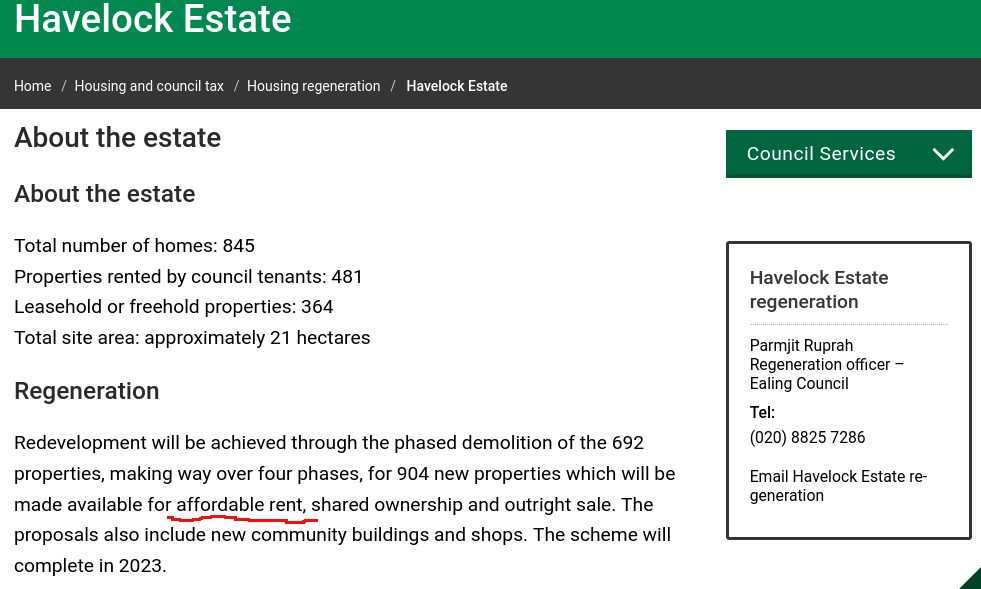 Havelock Estate
Home / Housing and council tax / Housing regeneration / Havelock Estate
About the estate
About the estate
Total number of homes: 845
Properties rented by council tenants: 481
Leasehold or freehold properties: 364
Total site area: approximately 21 hectares
Regeneration
Redevelopment will be achieved through the phased demolition of the 692
properties, making way over four phases, for 904 new properties which will be
made available for affordable rent, shared ownership and outright sale. The
proposals also include new community buildings and shops. The scheme will
complete in 2023.
Council Services
Havelock Estate
regeneration
Parmjit Ruprah
Regeneration officer –
Ealing Council
Tel:
(020) 8825 7286
Email Havelock Estate re-
generation